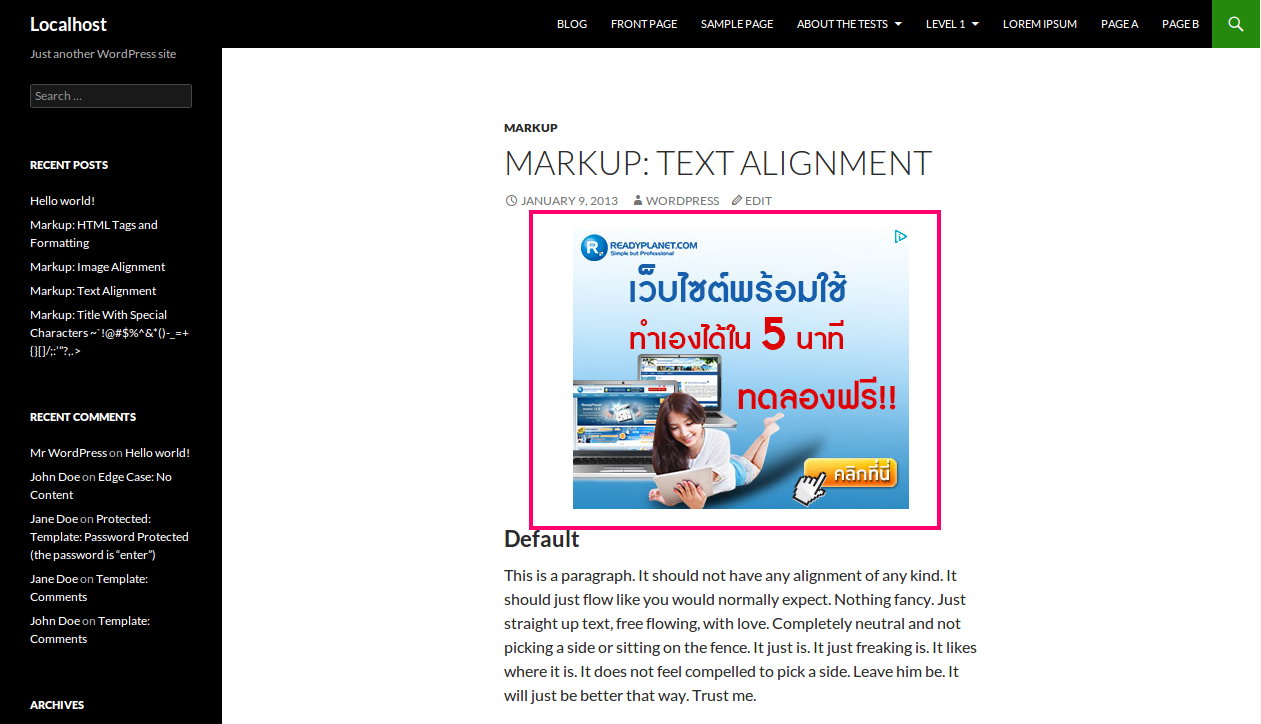 Localhost
Just another WordPress site
Search …
RECENT POSTS
Hello world!
Markup: HTML Tags and
Formatting
Markup: Image Alignment
Markup: Text Alignment
Markup: Title With Special
Characters ~`!@#$%^&*()-_=+
{}[]/;:'"?,.>
RECENT COMMENTS
Mr WordPress on Hello world!
John Doe on Edge Case: No
Content
Jane Doe on Protected:
Template: Password Protected
(the password is “enter”)
Jane Doe on Template:
Comments
John Doe on Template:
Comments
ARCHIVES
BLOG FRONT PAGE SAMPLE PAGE ABOUT THE TESTS LEVEL 1 LOREM IPSUM PAGE A PAGE B
MARKUP
MARKUP: TEXT ALIGNMENT
JANUARY 9, 2013 WORDPRESS EDIT
R. READYPLANET.COM
Simple but Professional
เว็บไซต์พร้อมใช้
ทำเองได้ใน 5 นาที
ทดลองฟรี!!
คลิกที่นี่
Default
This is a paragraph. It should not have any alignment of any kind. It
should just flow like you would normally expect. Nothing fancy. Just
straight up text, free flowing, with love. Completely neutral and not
picking a side or sitting on the fence. It just is. It just freaking is. It likes
where it is. It does not feel compelled to pick a side. Leave him be. It
will just be better that way. Trust me.